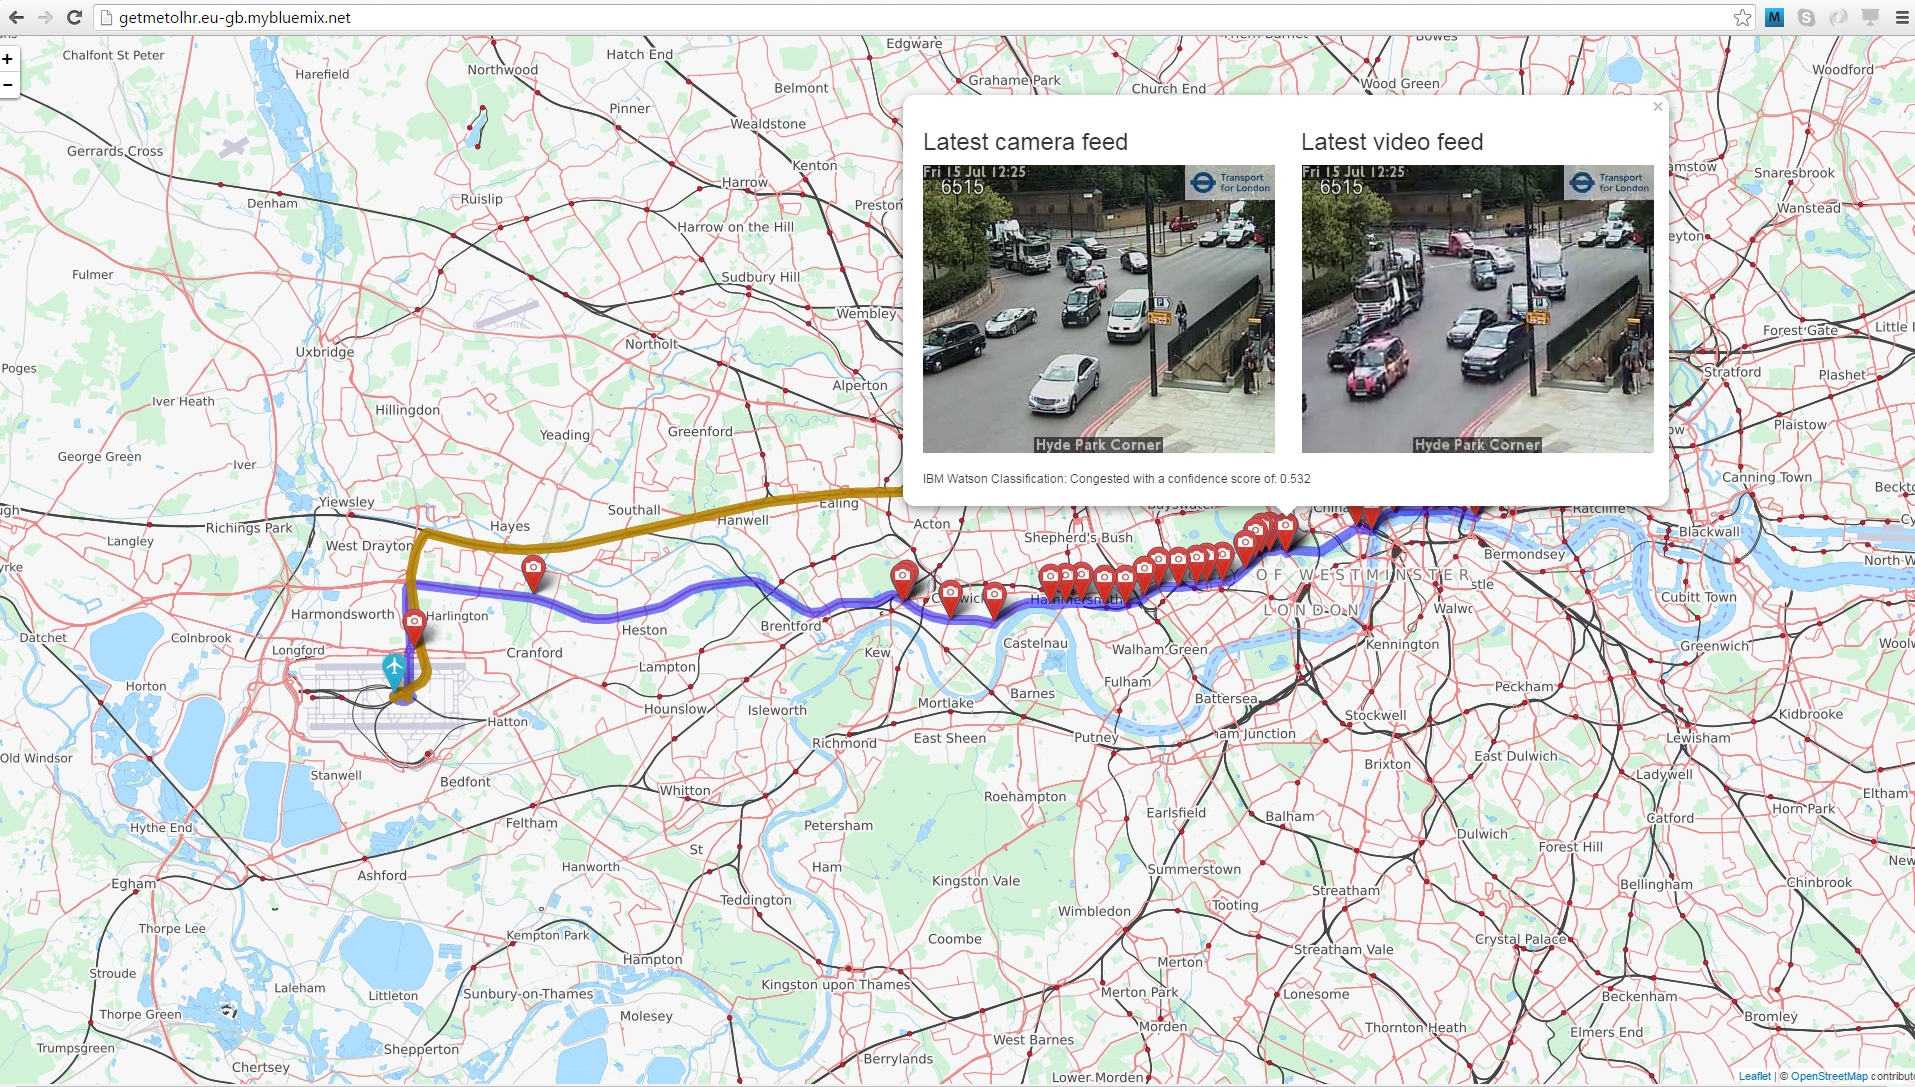 getmetolhr.eu-gb.mybluemix.net
M
+
-
Chalfont St Peter
Harefield
Northwood
Hatch End
Edgware
Grahame Park
Bowes
Woodford
Belmont
Church End
Wood Green
Pinner
Wealdstone
Gerrards Cross
Kenton
Harrow
Ruislip
Denham
Harrow on the Hill
Snaresbrook
Wanstead
Fulmer
Sudbury Hill
Wembley
Uxbridge
Northolt
Forest Gate
Stratford
Plashet
Poges
Iver Heath
Alperton
Hillingdon
Yeading
Greenford
Plaistow
George Green
Iver
Canning Town
Latest camera feed
Latest video feed
Fri 15 Jul 12:25
6515
Transport
for London
Hyde Park Corner
P
Fri 15 Jul 12:25
6515
Transport
for London
Hyde Park Corner
P
IBM Watson Classification: Congested with a confidence score of: 0.532
Yiewsley
Southall
Ealing
Hanwell
Acton
Richings Park
Langley
Hayes
West Drayton
Shepherd's Bush
Ratcliffe
Blackwall
Bermondsey
OF WESTMINSTER
LONDON
Cubitt Town
Greenwich
Harmondsworth
Harlington
Heston
Brentford
Hammersmith
Datchet
Colnbrook
Longford
Cranford
Lampton
Kew
Castelnau
Walham Green
Kennington
Horton
Barnes
Fulham
Battersea
Peckham
Hounslow
Isleworth
Mortlake
Stockwell
Kidbrooke
Hatton
Richmond
East Sheen
Putney
ham Junction
Lewisham
Old Windsor
Stanwell
Bedfont
Whitton
Brixton
East Dulwich
Ladywell
Roehampton
Eltham
Hythe End
Feltham
Petersham
Earlsfield
Balham
Dulwich
Catford
Horn Park
St
Forest Hill
Egham
Ashford
Hanworth
Ham
Kingston Vale
Summerstown
Streatham
Bellingham
Chinbrook
Teddington
Wimbledon
Tooting
Thorpe Lee
Kempton Park
Coombe
Crystal Palace
Streatham Vale
Stroude
Laleham
Littleton
Hampton
Kingston upon Thames
Merton
Merton Park
Lonesome
Beckenham
Thorpe Green
Sunbury-on-Thames
Molesey
Morden
Thornton Heath
Elmers End
Bromley
Trumpsgreen
Shepperton
Chertsey
West Barnes
Berrylands
Lower Morden
Leaflet | © OpenStreetMap contribut